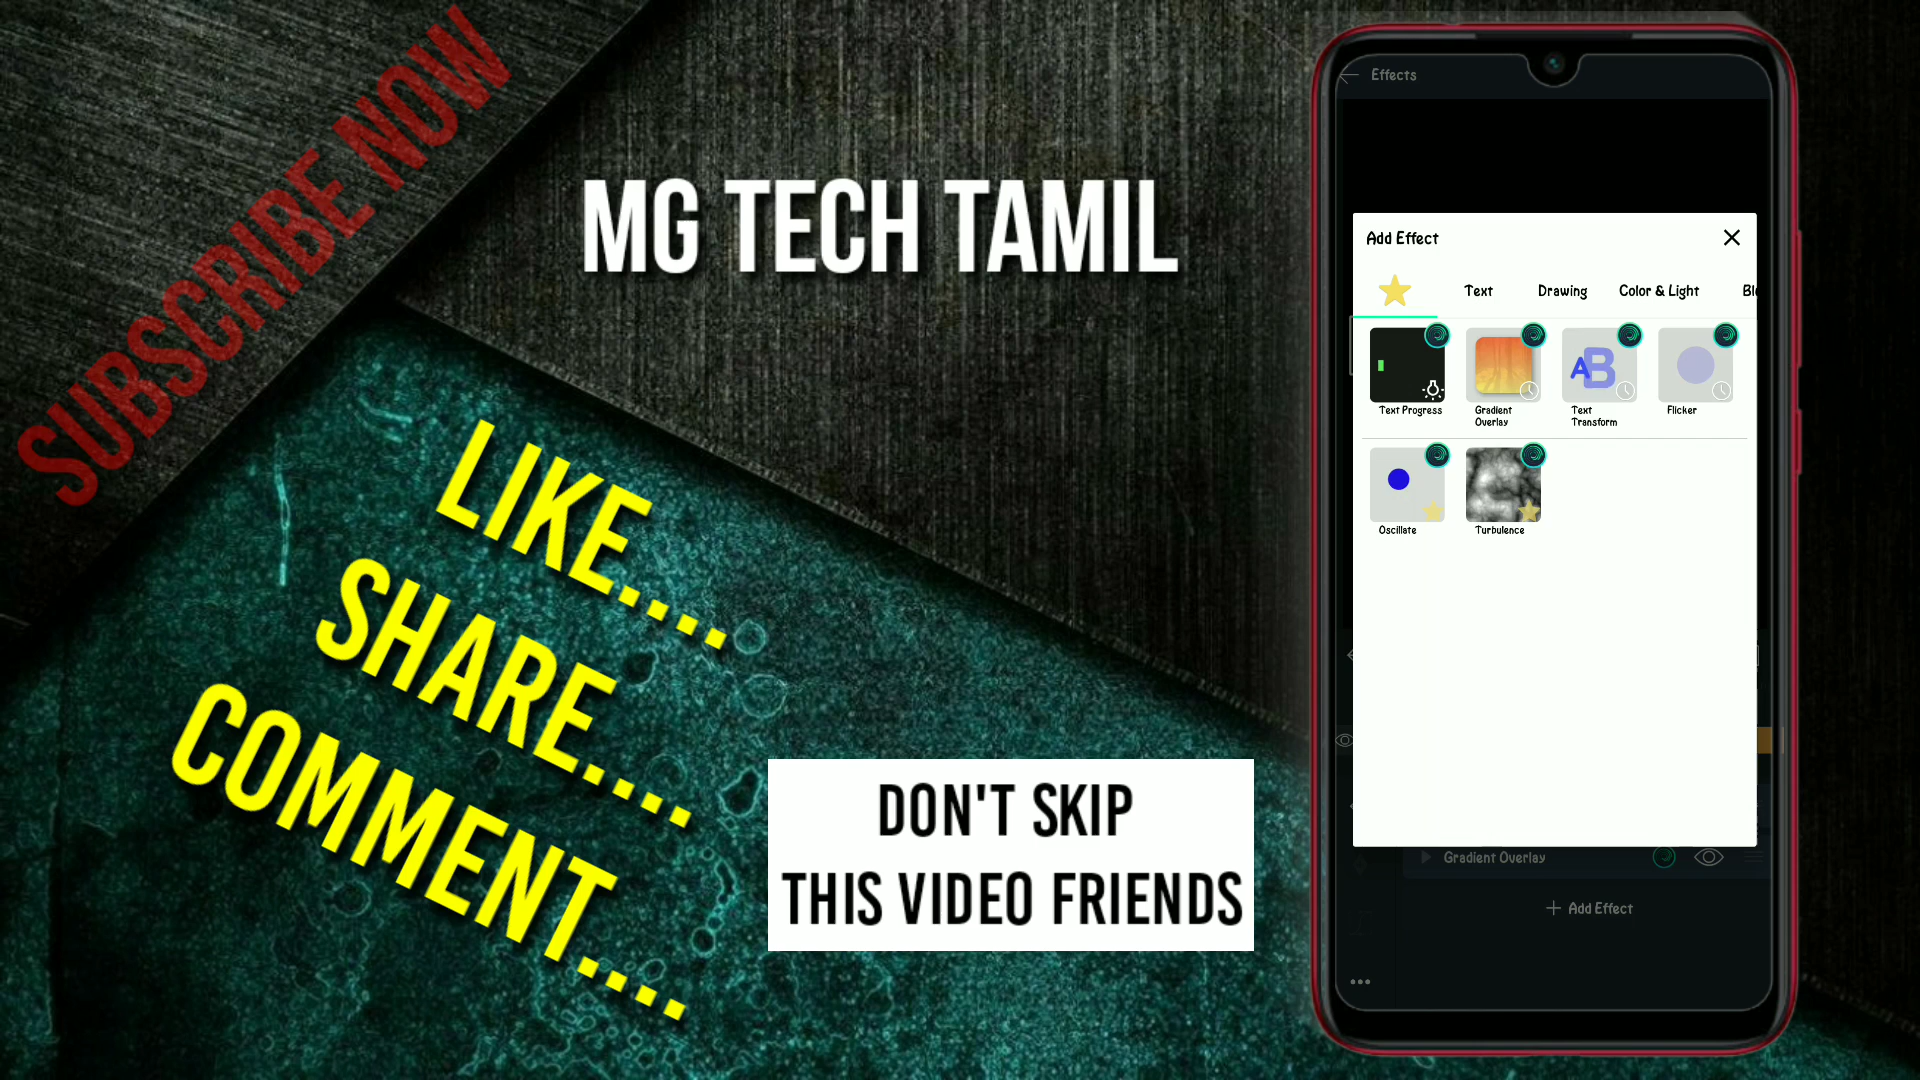 SUBSCRIBE NOW
MG TECH TAMIL
LIKE....
SHARE....
COMMENT....
DON'T SKIP
THIS VIDEO FRIENDS
Effects
Add Effect
Text Drawing Color & Light
Text Progress
Gradient Overlay
Text Transform
Flicker
Oscillate
Turbulence
Gradient Overlay
+ Add Effect